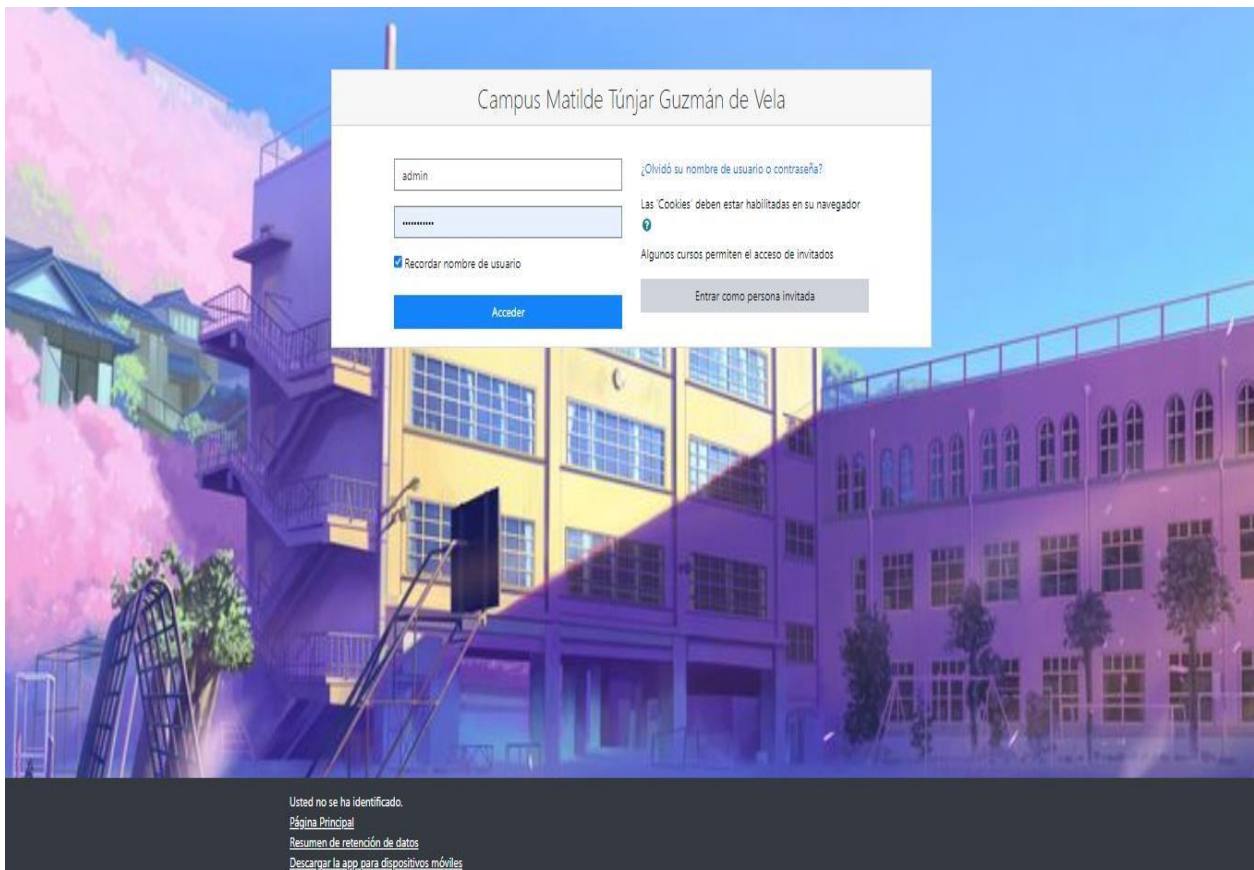 Campus Matilde Túnjar Guzmán de Vela
admin
...........
Recordar nombre de usuario
Acceder
¿Olvidó su nombre de usuario o contraseña?
Las 'Cookies' deben estar habilitadas en su navegador
?
Algunos cursos permiten el acceso de invitados
Entrar como persona invitada
Usted no se ha identificado.
Página Principal
Resumen de retención de datos
Descargar la app para dispositivos móviles